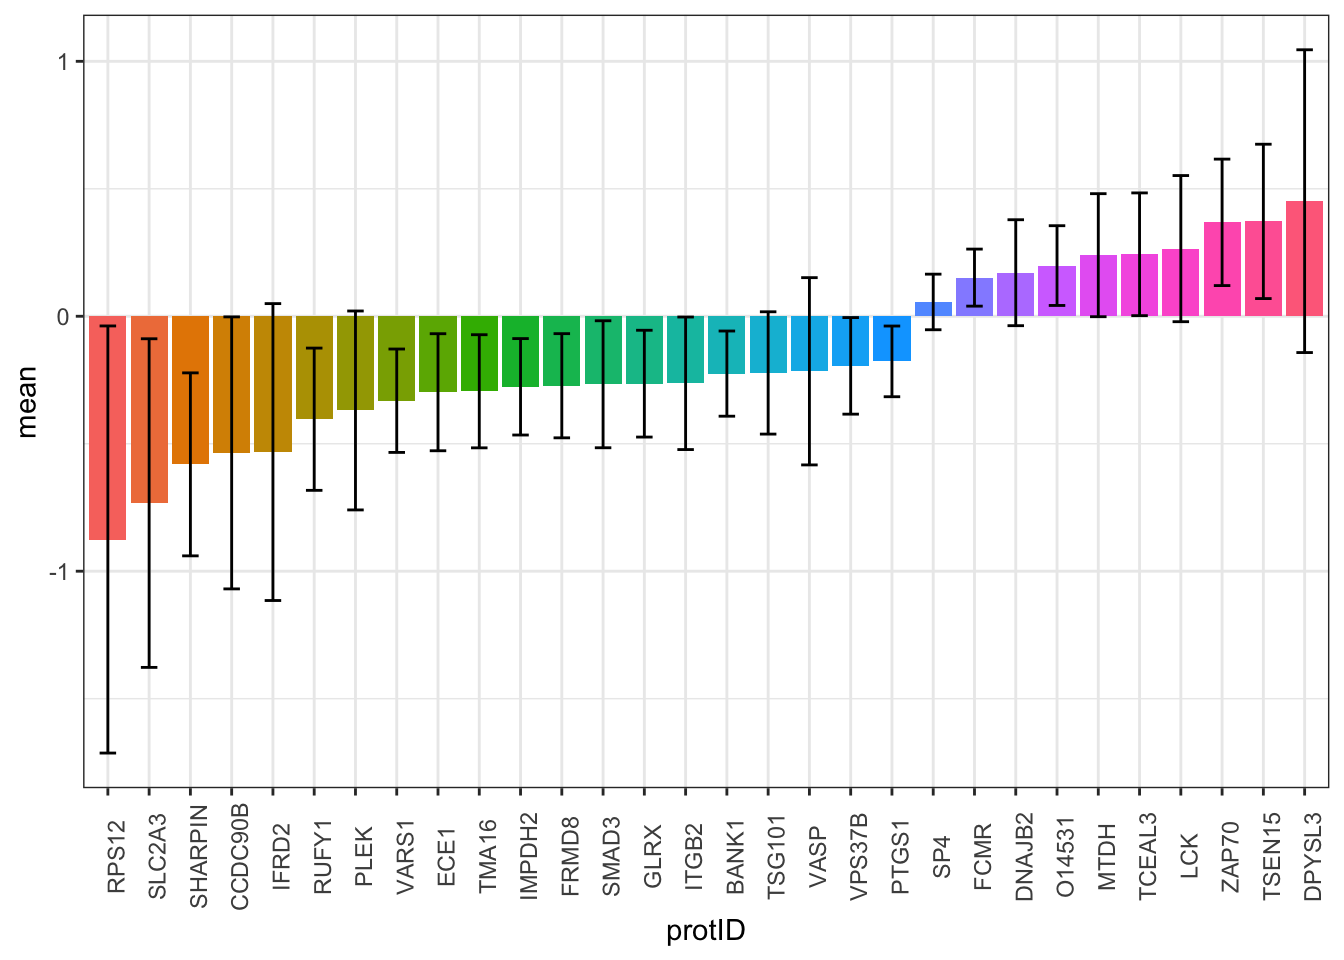 1
0
-1
mean
RPS12
SLC2A3
SHARPIN
CCDC90B
IFRD2
RUFY1
PLEK
VARS1
ECE1
TMA16
IMPDH2
FRMD8
SMAD3
GLRX
ITGB2
BANK1
TSG101
VASP
VPS37B
PTGS1
SP4
FCMR
DNAJB2
O14531
MTDH
TCEAL3
LCK
ZAP70
TSEN15
DPYSL3
protID